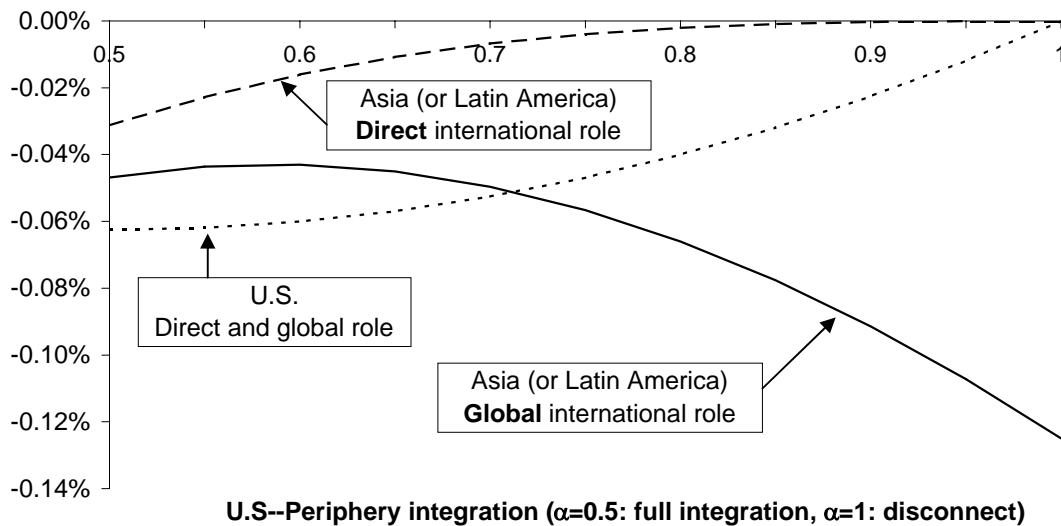 0.00%
0.5 0.6 0.7 0.8 0.9 1
-0.02%
Asia (or Latin America)
Direct international role
-0.04%
-0.06%
U.S.
Direct and global role
-0.08%
-0.10%
Asia (or Latin America)
Global international role
-0.12%
-0.14%
U.S--Periphery integration (α=0.5: full integration, α=1: disconnect)